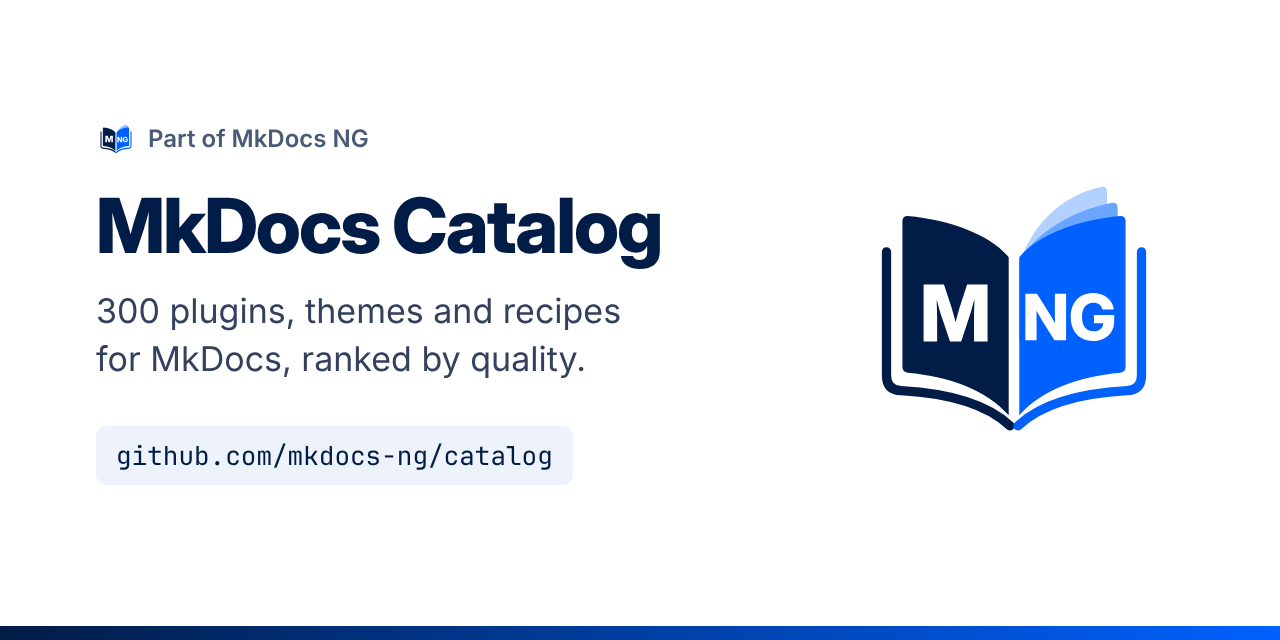 M NG
Part of MkDocs NG
MkDocs Catalog
300 plugins, themes and recipes
for MkDocs, ranked by quality.
github.com/mkdocs-ng/catalog
M NG